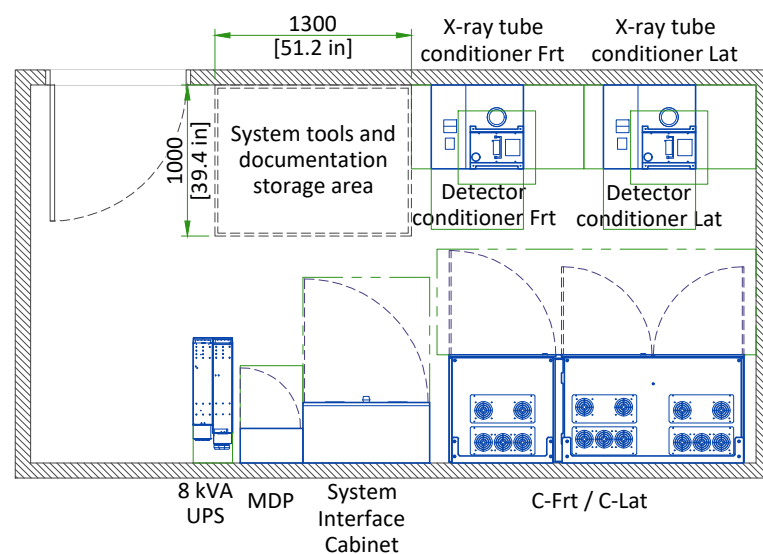 1300
[51.2 in]
X-ray tube
conditioner Frt
X-ray tube
conditioner Lat
1000
[39.4 in]
System tools and
documentation
storage area
Detector
conditioner Frt
Detector
conditioner Lat
8 kVA
UPS
MDP
System
Interface
Cabinet
C-Frt / C-Lat